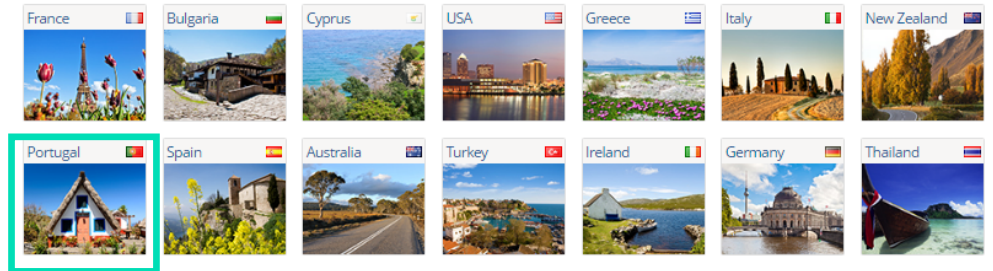 France
Bulgaria
Cyprus
USA
Greece
Italy
New Zealand
Portugal
Spain
Australia
Turkey
Ireland
Germany
Thailand